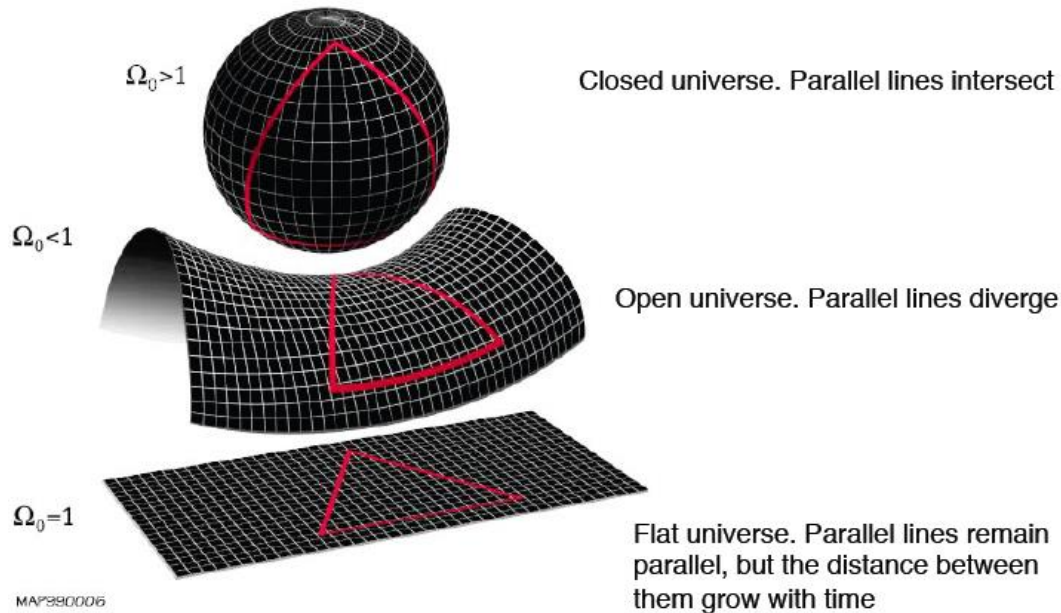 Ω₀>1
Closed universe. Parallel lines intersect
Ω₀<1
Open universe. Parallel lines diverge
Ω₀=1
Flat universe. Parallel lines remain
parallel, but the distance between
them grow with time
MAP990006